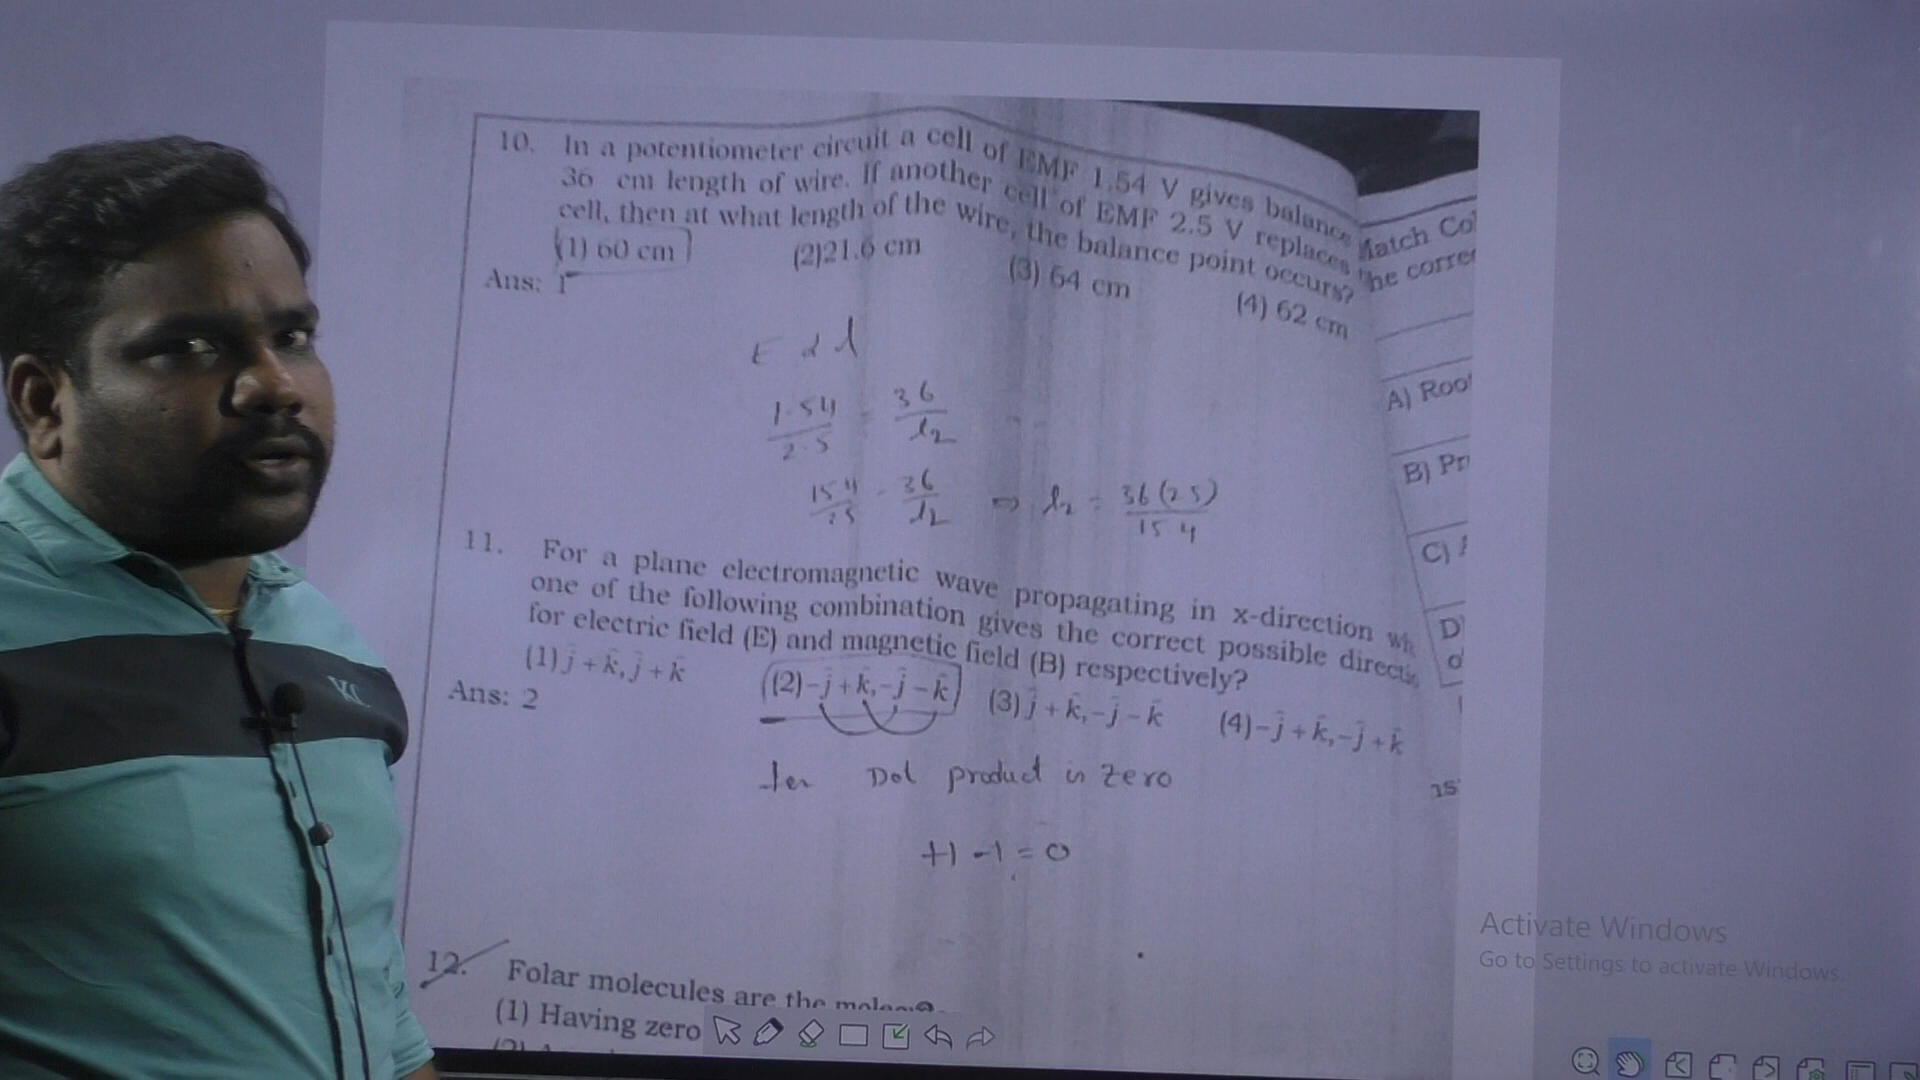 10. In a potentiometer circuit a cell of EMF 1.54 V gives balance
36 cm length of wire. If another cell of EMF 2.5 V replaces the
cell, then at what length of the wire, the balance point occurs?
(1) 60 cm (2)21.6 cm (3) 64 cm (4) 62 cm
Ans: 1
E α l
1.54/2.5 = 36/l2
154/25 = 36/l2 ⇒ l2 = 36(25)/154
11. For a plane electromagnetic wave propagating in x-direction wh
one of the following combination gives the correct possible directio
for electric field (E) and magnetic field (B) respectively?
(1) ĵ + k̂, ĵ + k̂ (2) -ĵ + k̂, -ĵ - k̂ (3) ĵ + k̂, -ĵ - k̂ (4) -ĵ + k̂, -ĵ + k̂
Ans: 2
Dot product is zero
+1 -1 = 0
12. Folar molecules are the
(1) Having zero
Match Co
the corre
A) Roo
B) Pr
C)
D
VC
Activate Windows
Go to Settings to activate Windows.